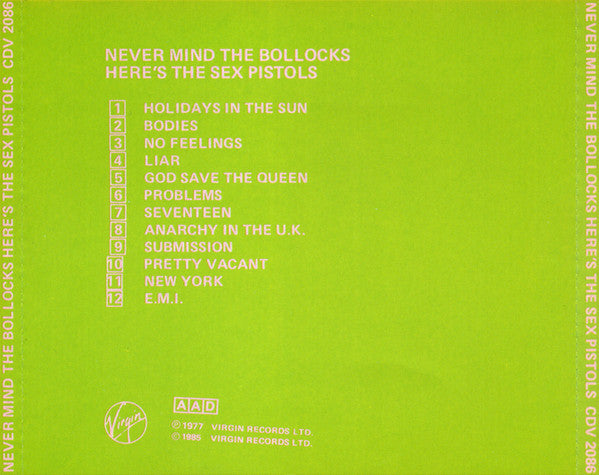 NEVER MIND THE BOLLOCKS HERE'S THE SEX PISTOLS CDV 2086
NEVER MIND THE BOLLOCKS
HERE'S THE SEX PISTOLS
1 HOLIDAYS IN THE SUN
2 BODIES
3 NO FEELINGS
4 LIAR
5 GOD SAVE THE QUEEN
6 PROBLEMS
7 SEVENTEEN
8 ANARCHY IN THE U.K.
9 SUBMISSION
10 PRETTY VACANT
11 NEW YORK
12 E.M.I.
Virgin
AAD
℗1977 VIRGIN RECORDS LTD.
©1985 VIRGIN RECORDS LTD.
NEVER MIND THE BOLLOCKS HERE'S THE SEX PISTOLS CDV 2086